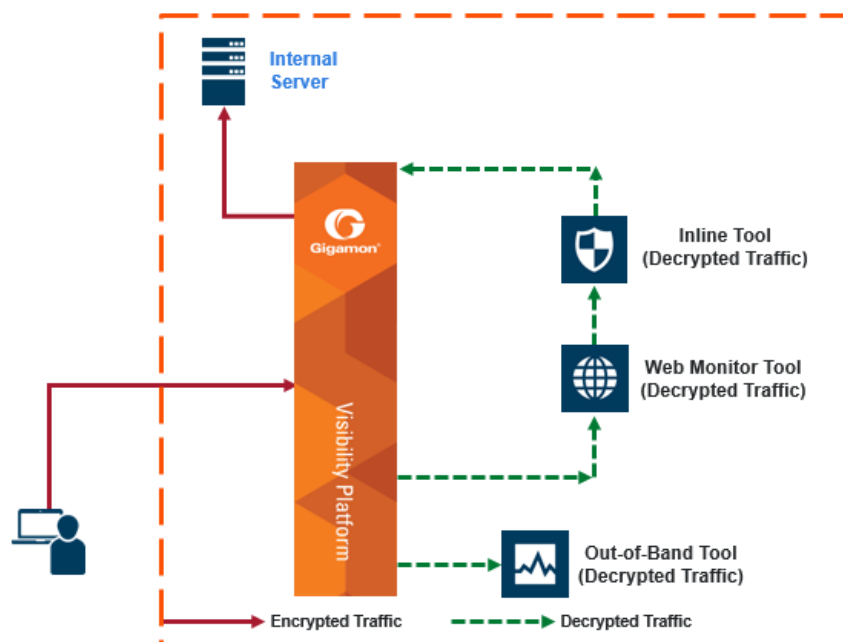 Internal
Server
Gigamon®
Inline Tool
(Decrypted Traffic)
Web Monitor Tool
(Decrypted Traffic)
Visibility Platform
Out-of-Band Tool
(Decrypted Traffic)
Encrypted Traffic
Decrypted Traffic